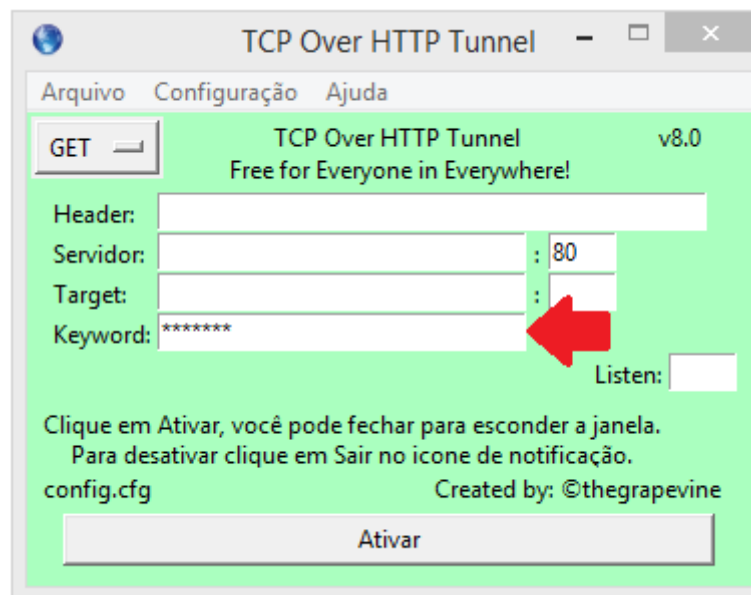 TCP Over HTTP Tunnel
Arquivo Configuração Ajuda
GET TCP Over HTTP Tunnel v8.0
Free for Everyone in Everywhere!
Header:
Servidor: : 80
Target: :
Keyword: *******
Listen:
Clique em Ativar, você pode fechar para esconder a janela.
Para desativar clique em Sair no icone de notificação.
config.cfg Created by: ©thegrapevine
Ativar